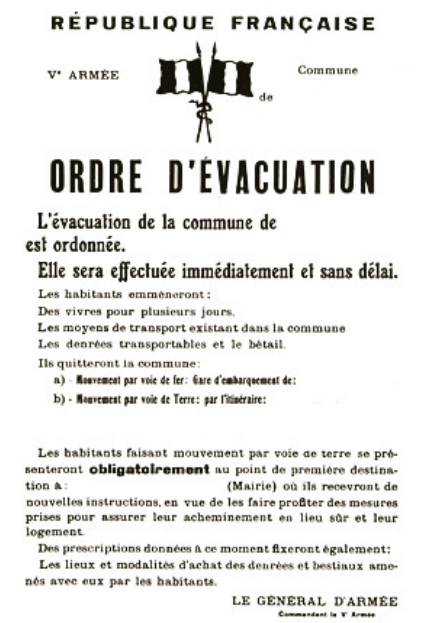 RÉPUBLIQUE FRANÇAISE
Vᵉ ARMÉE
Commune
de
ORDRE D'ÉVACUATION
L'évacuation de la commune de
est ordonnée.
Elle sera effectuée immédiatement et sans délai.
Les habitants emmèneront :
Des vivres pour plusieurs jours.
Les moyens de transport existant dans la commune
Les denrées transportables et le bétail.
Ils quitteront la commune :
a) - Mouvement par voie de fer : Gare d'embarquement de :
b) - Mouvement par voie de Terre : par l'itinéraire :
Les habitants faisant mouvement par voie de terre se pré-
senteront obligatoirement au point de première destina-
tion à : (Mairie) où ils recevront de
nouvelles instructions, en vue de les faire profiter des mesures
prises pour assurer leur acheminement en lieu sûr et leur
logement.
Des prescriptions données à ce moment fixeront également :
Les lieux et modalités d'achat des denrées et bestiaux ame-
nés avec eux par les habitants.
LE GÉNÉRAL D'ARMÉE
Commandant la Vᵉ Armée